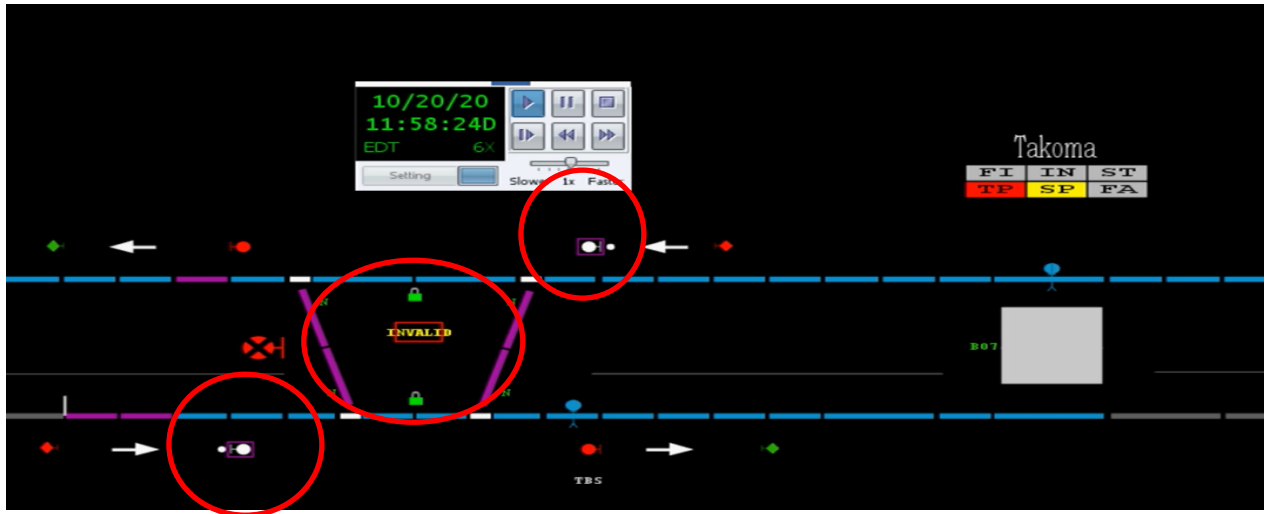 10/20/20
11:58:24D
EDT 6X
Setting
Slower 1x Faster
Takoma
FI IN ST
TP SP FA
N N
INVALID
B07
N N
TBS